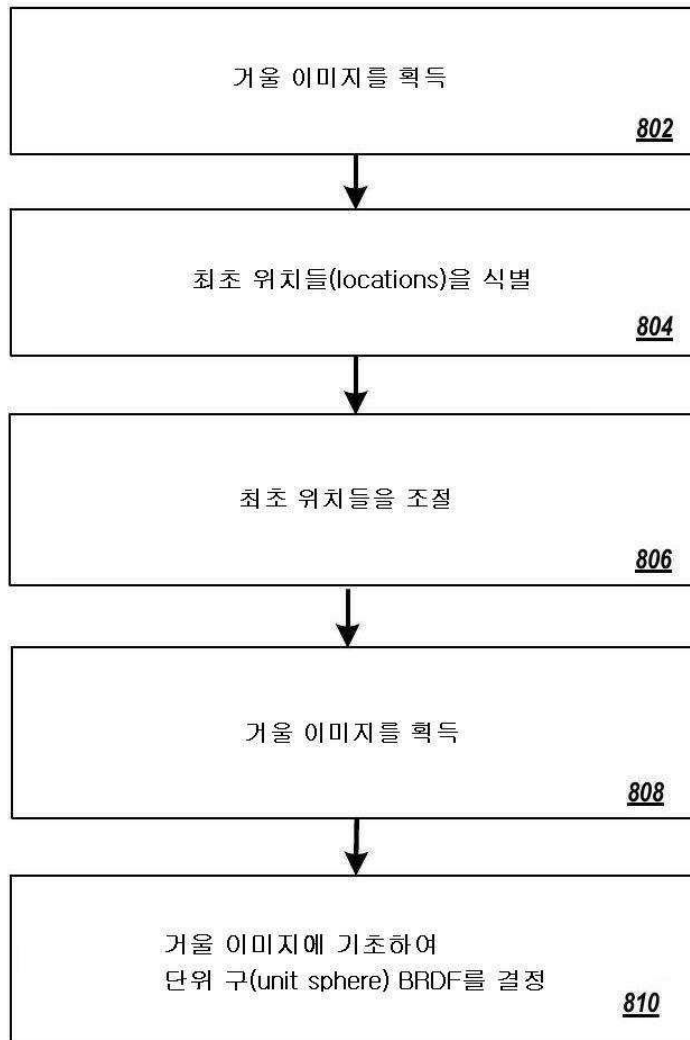 거울 이미지를 획득
802
최초 위치들(locations)을 식별
804
최초 위치들을 조절
806
거울 이미지를 획득
808
거울 이미지에 기초하여
단위 구(unit sphere) BRDF를 결정
810